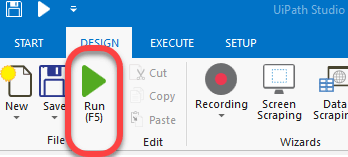 UiPath Studio
START DESIGN EXECUTE SETUP
New Save Run (F5) Cut Copy Paste Recording Screen Scraping Data Scraping
File Edit Wizards